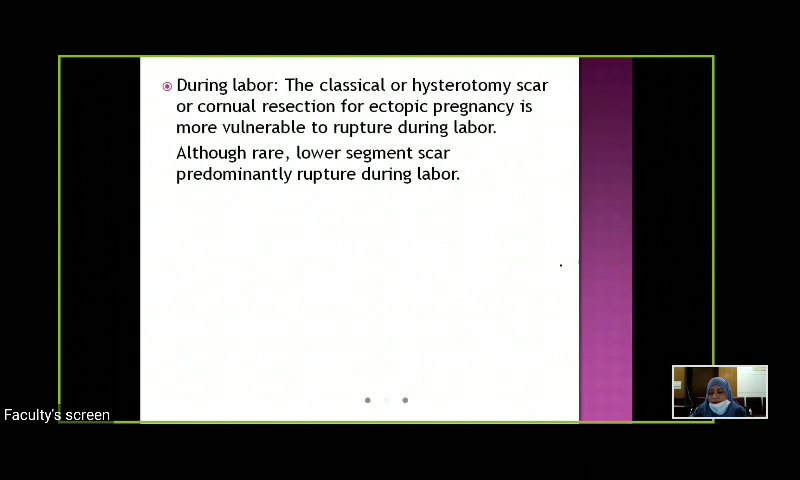 During labor: The classical or hysterotomy scar
or cornual resection for ectopic pregnancy is
more vulnerable to rupture during labor.
Although rare, lower segment scar
predominantly rupture during labor.
Faculty's screen